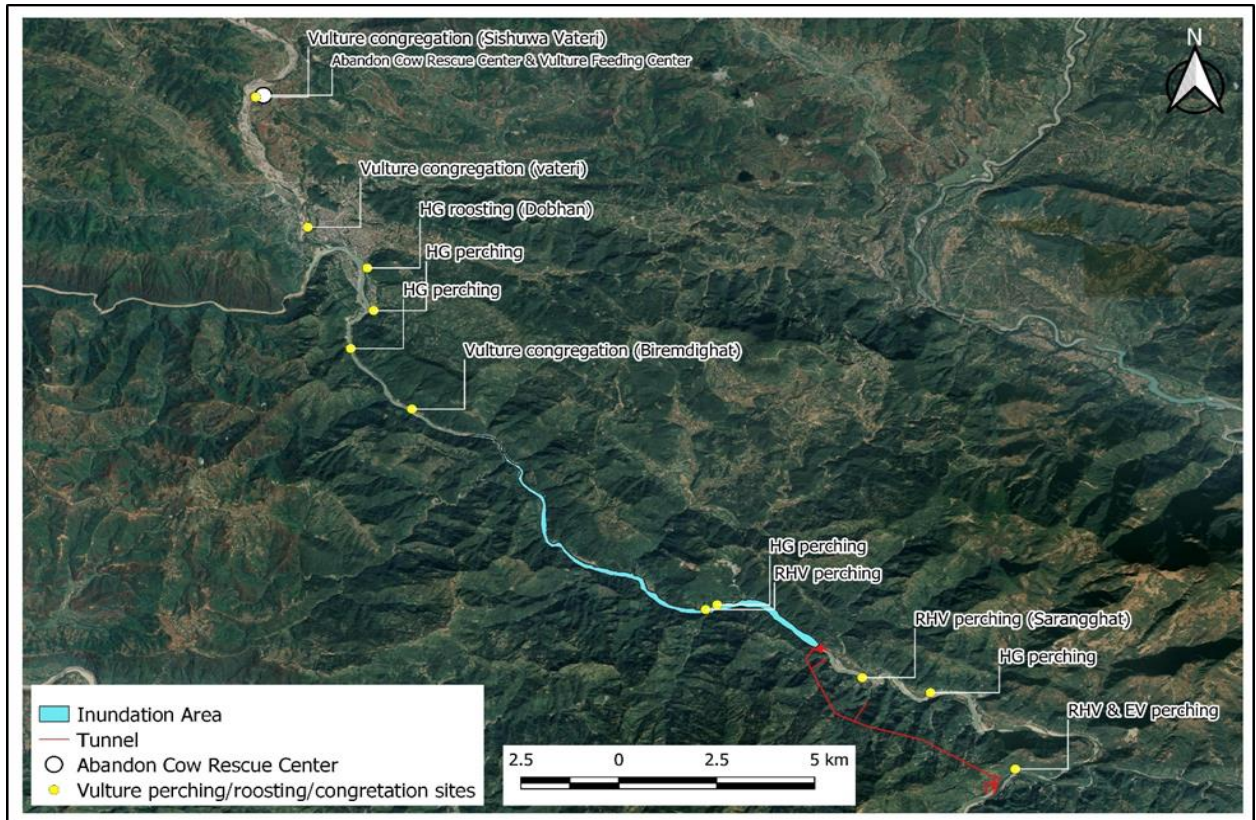 Vulture congregation (Sishuwa Vateri)
Abandon Cow Rescue Center & Vulture Feeding Center
N
Vulture congregation (vateri)
HG roosting (Dobhan)
HG perching
HG perching
Vulture congregation (Biremdighat)
HG perching
RHV perching
RHV perching (Sarangghat)
HG perching
RHV & EV perching
Inundation Area
Tunnel
Abandon Cow Rescue Center
Vulture perching/roosting/congretation sites
2.5 0 2.5 5 km